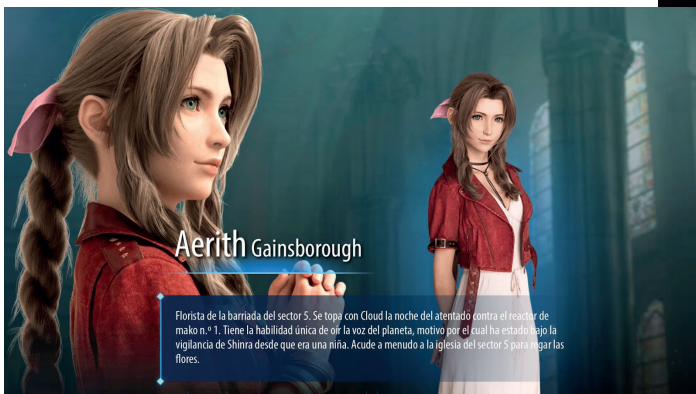 Aerith Gainsborough
Florista de la barriada del sector 5. Se topa con Cloud la noche del atentado contra el reactor de
mako n.º 1. Tiene la habilidad única de oír la voz del planeta, motivo por el cual ha estado bajo la
vigilancia de Shinra desde que era una niña. Acude a menudo a la iglesia del sector 5 para regar las
flores.